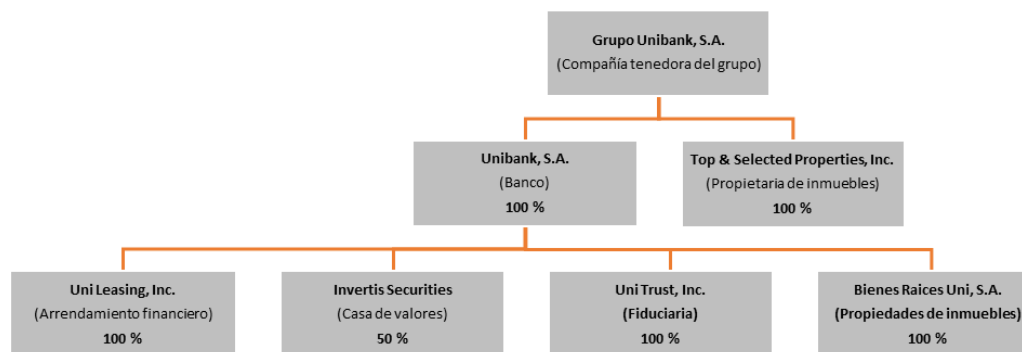 Grupo Unibank, S.A.
(Compañía tenedora del grupo)
Unibank, S.A.
(Banco)
100 %
Top & Selected Properties, Inc.
(Propietaria de inmuebles)
100 %
Uni Leasing, Inc.
(Arrendamiento financiero)
100 %
Invertis Securities
(Casa de valores)
50 %
Uni Trust, Inc.
(Fiduciaria)
100 %
Bienes Raices Uni, S.A.
(Propiedades de inmuebles)
100 %